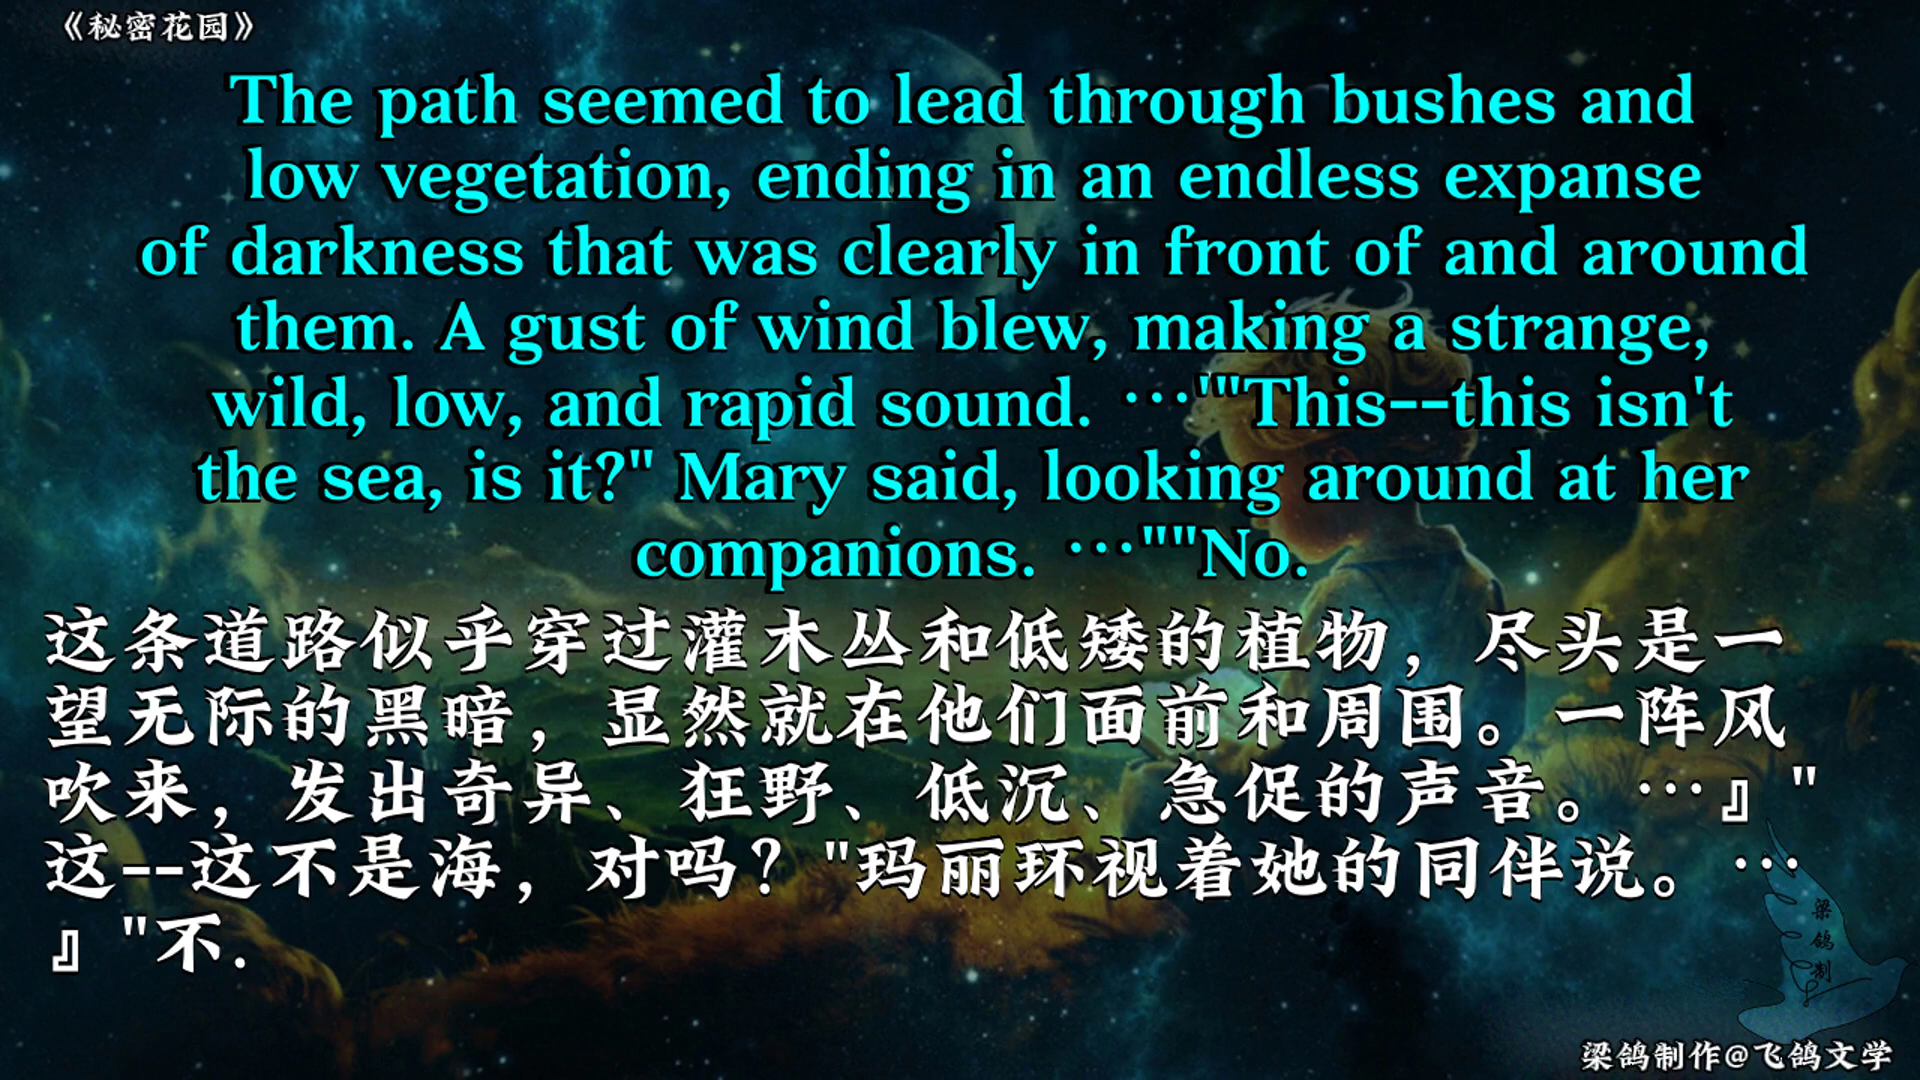 《秘密花园》
The path seemed to lead through bushes and
low vegetation, ending in an endless expanse
of darkness that was clearly in front of and around
them. A gust of wind blew, making a strange,
wild, low, and rapid sound. …'"This--this isn't
the sea, is it?" Mary said, looking around at her
companions. …""No.
这条道路似乎穿过灌木丛和低矮的植物，尽头是一
望无际的黑暗，显然就在他们面前和周围。一阵风
吹来，发出奇异、狂野、低沉、急促的声音。…』"
这--这不是海，对吗？"玛丽环视着她的同伴说。…
』"不.
梁鸽制
梁鸽制作@飞鸽文学